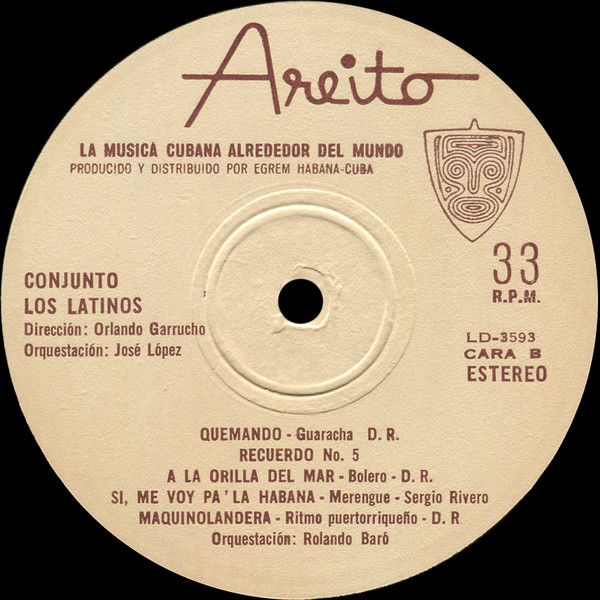 Areito
LA MUSICA CUBANA ALREDEDOR DEL MUNDO
PRODUCIDO Y DISTRIBUIDO POR EGREM HABANA-CUBA
33
R.P.M.
CONJUNTO
LOS LATINOS
Dirección: Orlando Garrucho
Orquestación: José López
LD-3593
CARA B
ESTEREO
QUEMANDO - Guaracha D. R.
RECUERDO No. 5
A LA ORILLA DEL MAR - Bolero - D. R.
SI, ME VOY PA' LA HABANA - Merengue - Sergio Rivero
MAQUINOLANDERA - Ritmo puertorriqueño - D. R
Orquestación: Rolando Baró